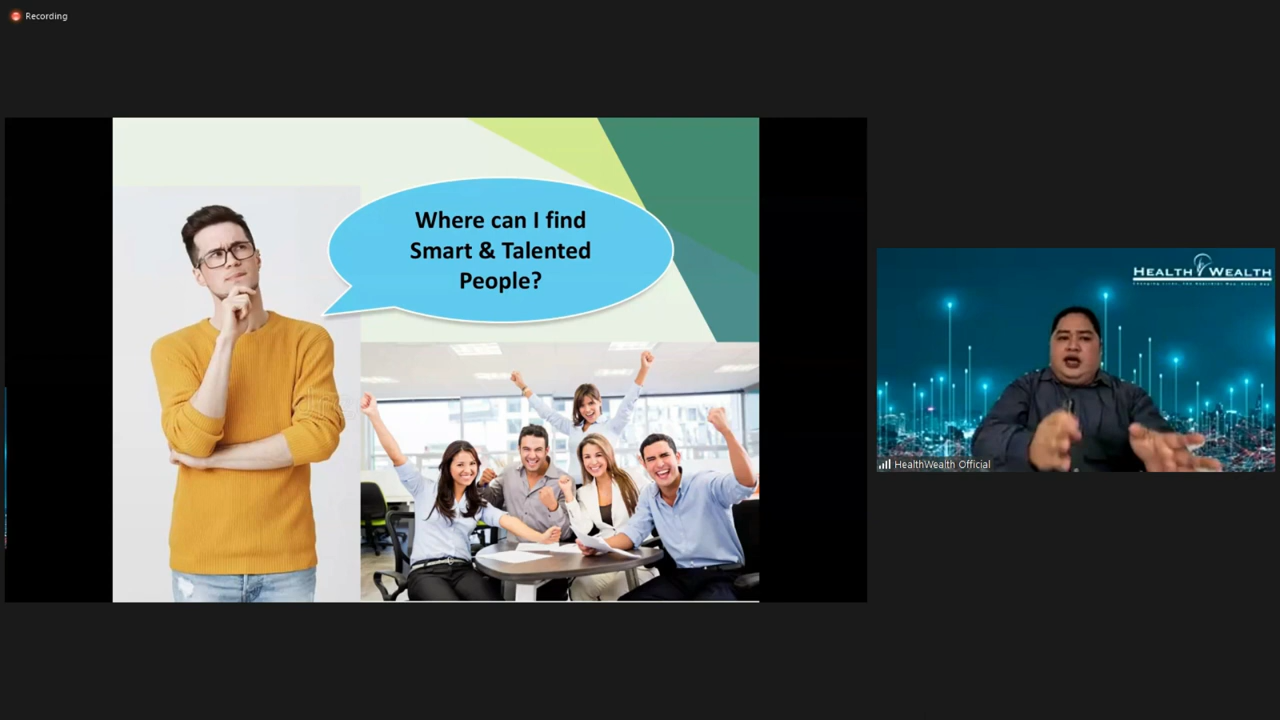 Recording
Where can I find
Smart & Talented
People?
HEALTH WEALTH
HealthWealth Official